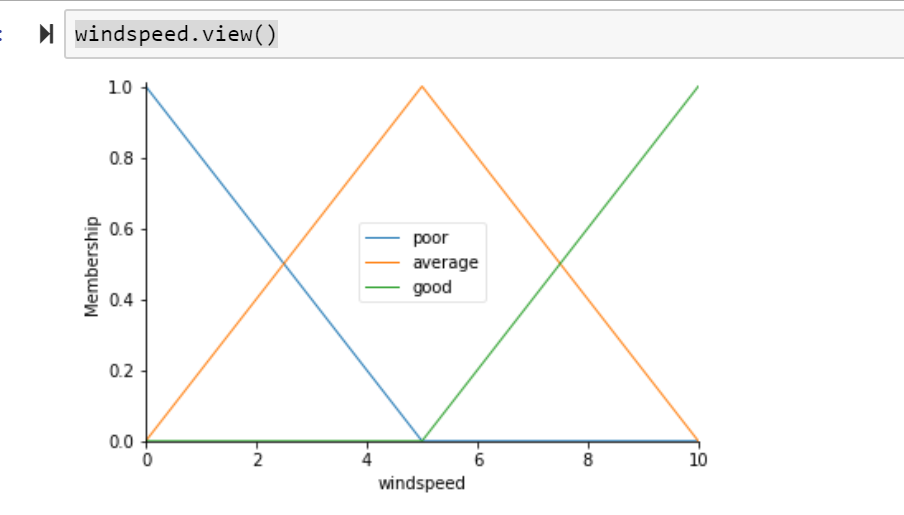 :
windspeed.view()
1.0
0.8
0.6
0.4
0.2
0.0
Membership
poor
average
good
0 2 4 6 8 10
windspeed